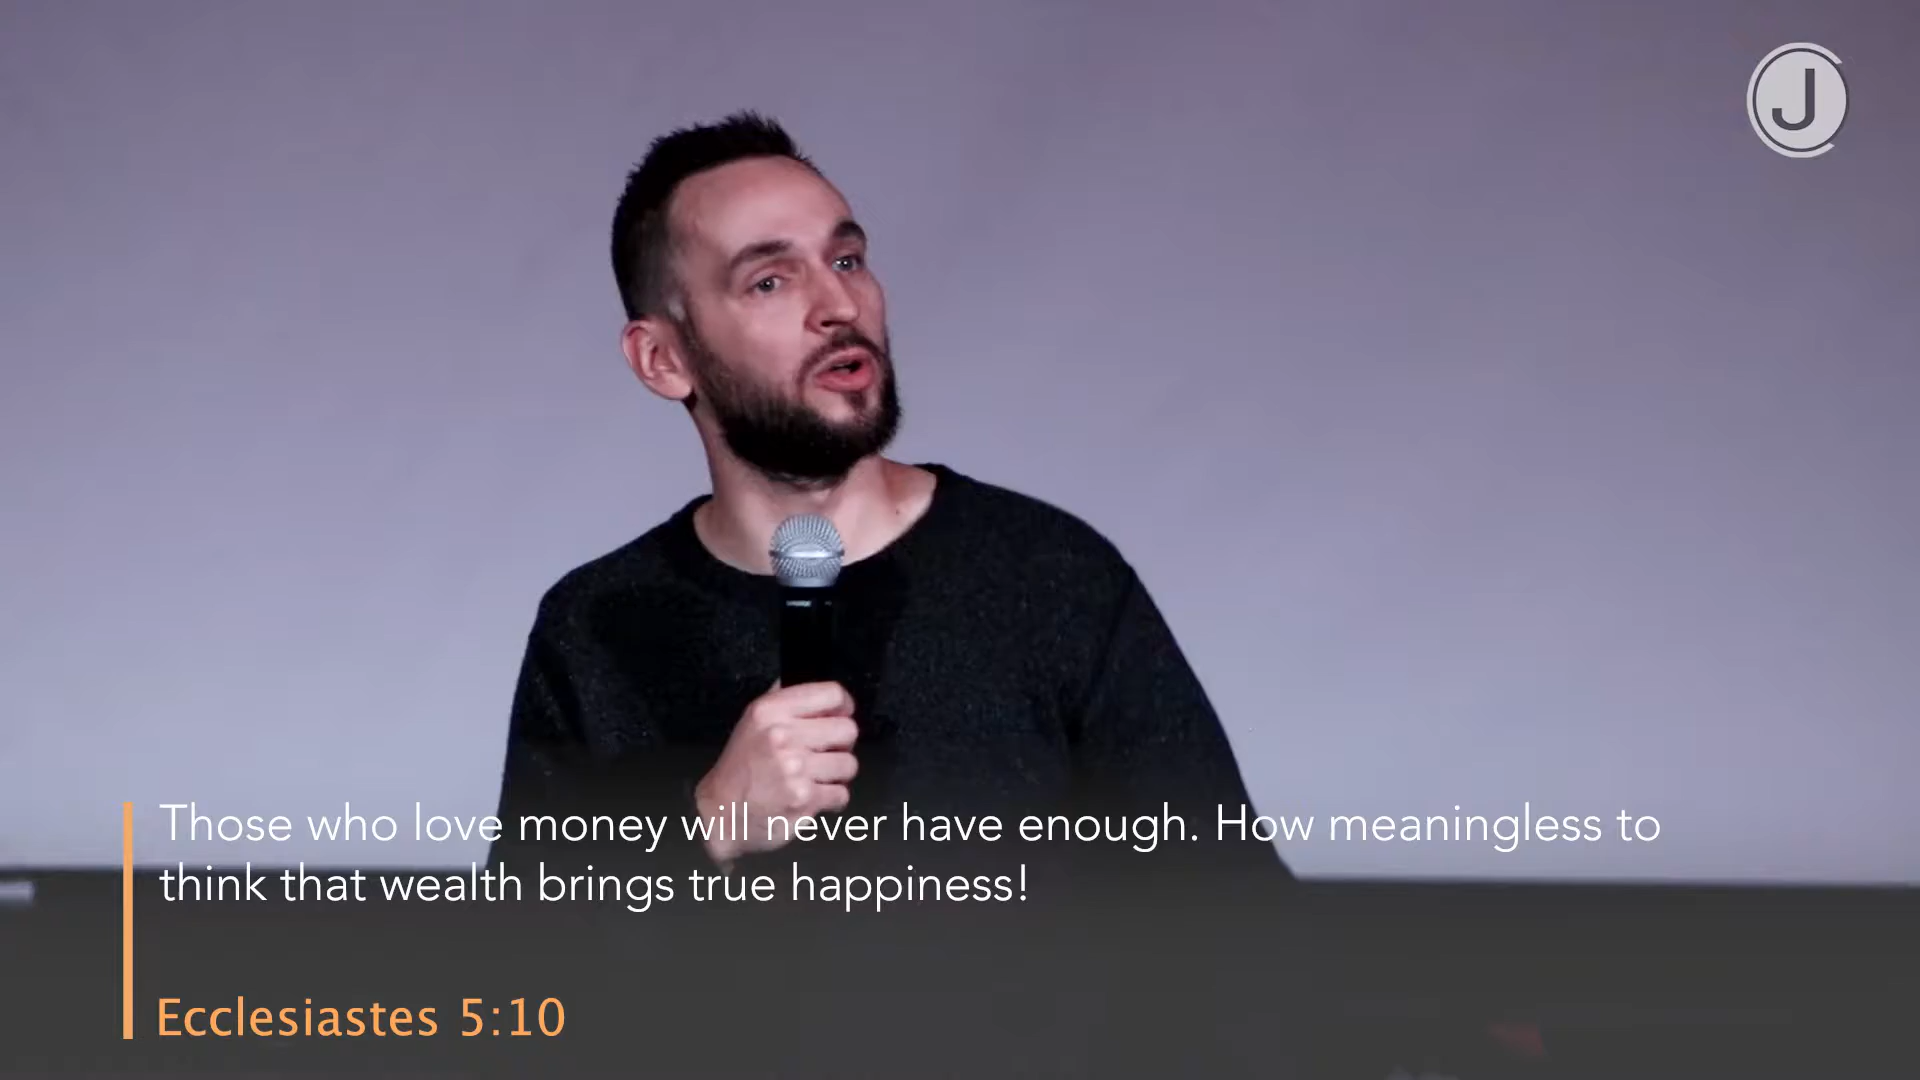 J
Those who love money will never have enough. How meaningless to
think that wealth brings true happiness!
Ecclesiastes 5:10